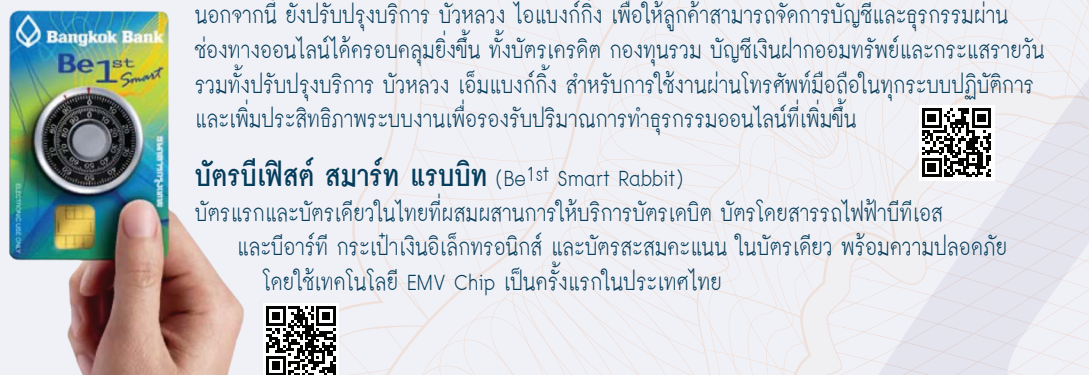 นอกจากนี้ ยังปรับปรุงบริการ บัวหลวง ไอแบงก์กิ้ง เพื่อให้ลูกค้าสามารถจัดการบัญชีและธุรกรรมผ่าน
ช่องทางออนไลน์ได้ครอบคลุมยิ่งขึ้น ทั้งบัตรเครดิต กองทุนรวม บัญชีเงินฝากออมทรัพย์และกระแสรายวัน
รวมทั้งปรับปรุงบริการ บัวหลวง เอ็มแบงก์กิ้ง สำหรับการใช้งานผ่านโทรศัพท์มือถือในทุกระบบปฏิบัติการ
และเพิ่มประสิทธิภาพระบบงานเพื่อรองรับปริมาณการทำธุรกรรมออนไลน์ที่เพิ่มขึ้น
บัตรบีเฟิสต์ สมาร์ท แรบบิท (Be1st Smart Rabbit)
บัตรแรกและบัตรเดียวในไทยที่ผสมผสานการให้บริการบัตรเดบิต บัตรโดยสารรถไฟฟ้าบีทีเอส
และบีอาร์ที กระเป๋าเงินอิเล็กทรอนิกส์ และบัตรสะสมคะแนน ในบัตรเดียว พร้อมความปลอดภัย
โดยใช้เทคโนโลยี EMV Chip เป็นครั้งแรกในประเทศไทย
Bangkok Bank
Be1st
Smart
ธนาคารกรุงเทพ
ELECTRONIC USE ONLY